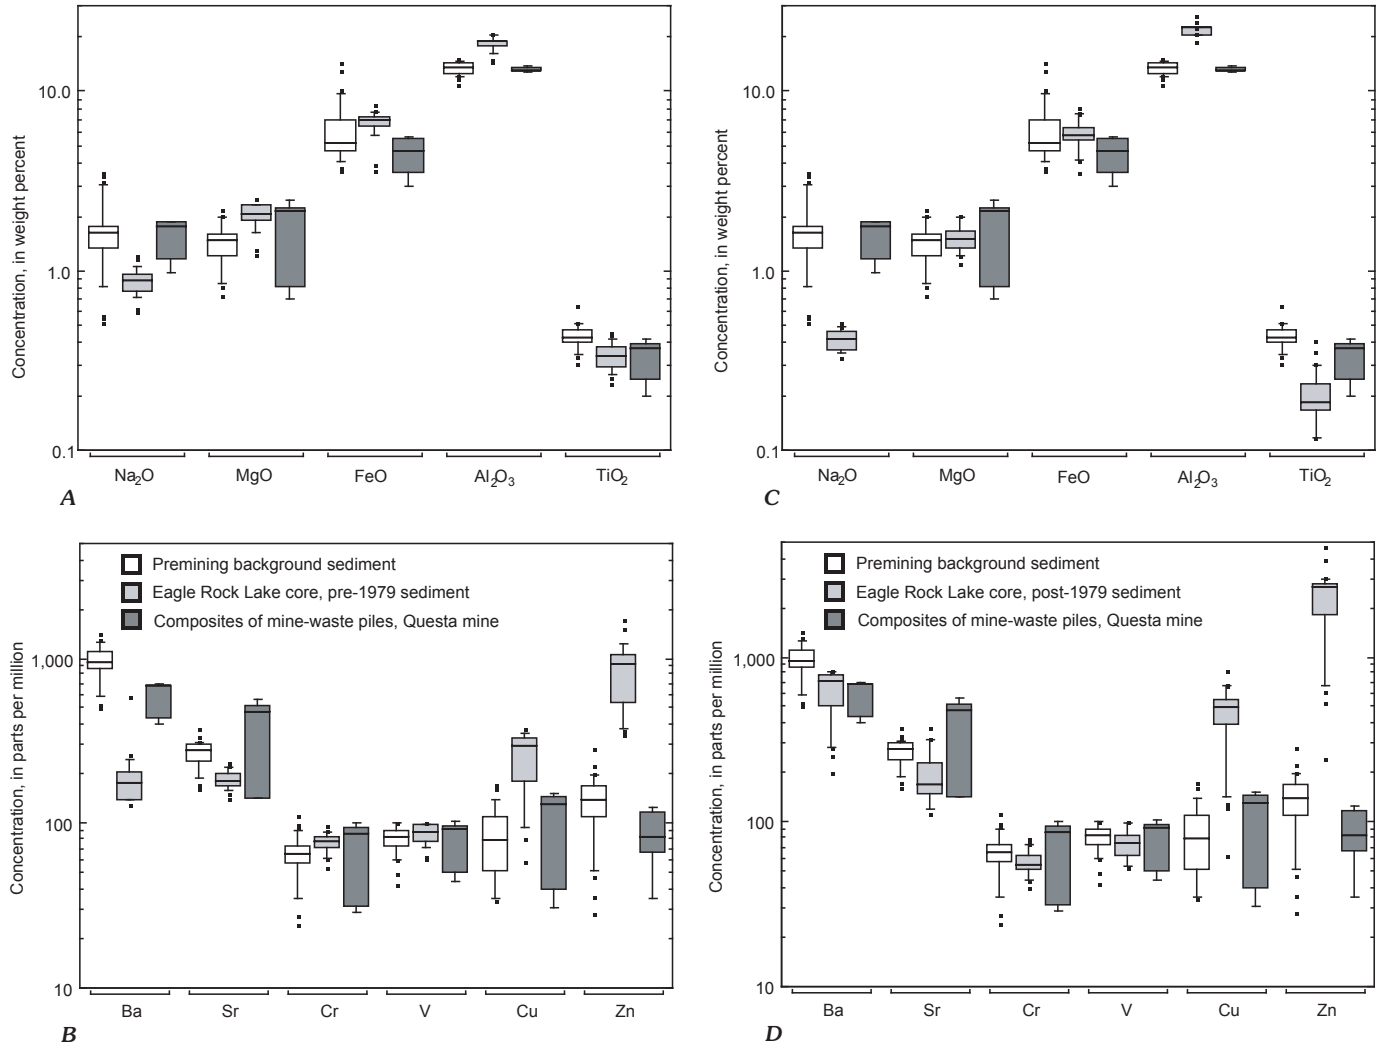 Concentration, in weight percent
10.0
1.0
0.1
Na2O MgO FeO Al2O3 TiO2
A
Concentration, in weight percent
10.0
1.0
0.1
Na2O MgO FeO Al2O3 TiO2
C
Concentration, in parts per million
1,000
100
10
Premining background sediment
Eagle Rock Lake core, pre-1979 sediment
Composites of mine-waste piles, Questa mine
Ba Sr Cr V Cu Zn
B
Concentration, in parts per million
1,000
100
10
Premining background sediment
Eagle Rock Lake core, post-1979 sediment
Composites of mine-waste piles, Questa mine
Ba Sr Cr V Cu Zn
D